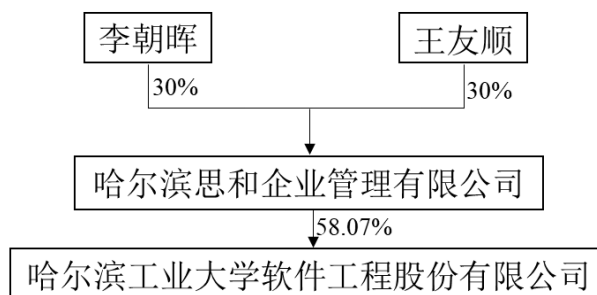 李朝晖
王友顺
30%
30%
哈尔滨思和企业管理有限公司
58.07%
哈尔滨工业大学软件工程股份有限公司